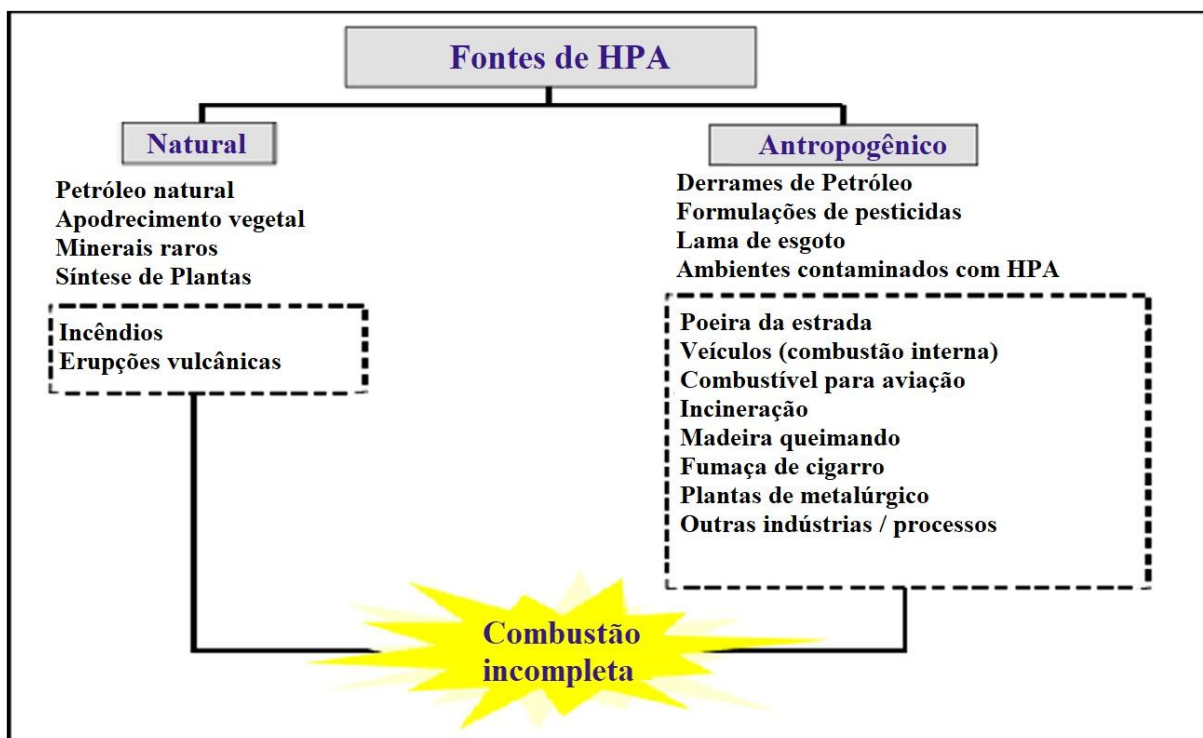 Fontes de HPA
Natural
Petróleo natural
Apodrecimento vegetal
Minerais raros
Síntese de Plantas
Incêndios
Erupções vulcânicas
Antropogênico
Derrames de Petróleo
Formulações de pesticidas
Lama de esgoto
Ambientes contaminados com HPA
Poeira da estrada
Veículos (combustão interna)
Combustível para aviação
Incineração
Madeira queimando
Fumaça de cigarro
Plantas de metalúrgico
Outras indústrias / processos
Combustão
incompleta